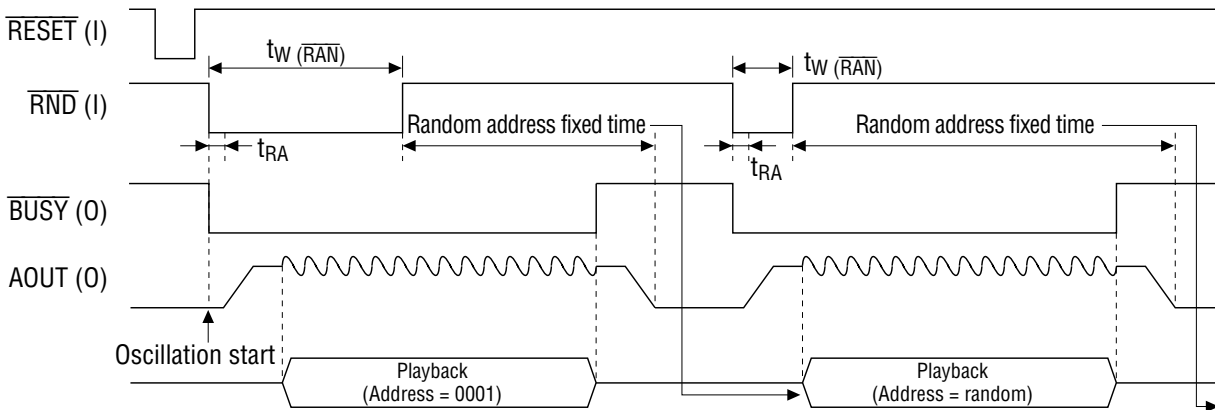 RESET (I)
tW (RAN)
tW (RAN)
RND (I)
Random address fixed time
Random address fixed time
tRA
tRA
BUSY (O)
AOUT (O)
Oscillation start
Playback
(Address = 0001)
Playback
(Address = random)